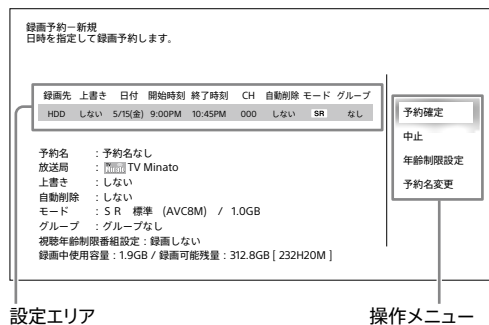 録画予約－新規
日時を指定して録画予約します。
録画先 上書き 日付 開始時刻 終了時刻 CH 自動削除 モード グループ
HDD しない 5/15(金) 9:00PM 10:45PM 000 しない SR なし
予約確定
中止
年齢制限設定
予約名変更
予約名 : 予約名なし
放送局 : TV Minato TV Minato
上書き : しない
自動削除 : しない
モード : ＳＲ 標準 (AVC8M) / 1.0GB
グループ : グループなし
視聴年齢制限番組設定 : 録画しない
録画中使用容量 : 1.9GB / 録画可能残量 : 312.8GB [ 232H20M ]
設定エリア
操作メニュー